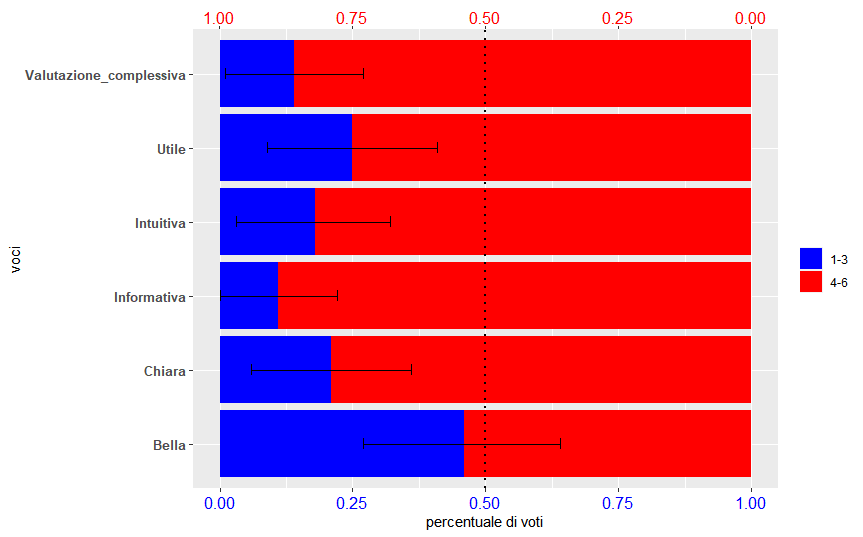 1.00 0.75 0.50 0.25 0.00
Valutazione_complessiva
Utile
Intuitiva
Informativa
Chiara
Bella
voci
0.00 0.25 0.50 0.75 1.00
percentuale di voti
1-3
4-6